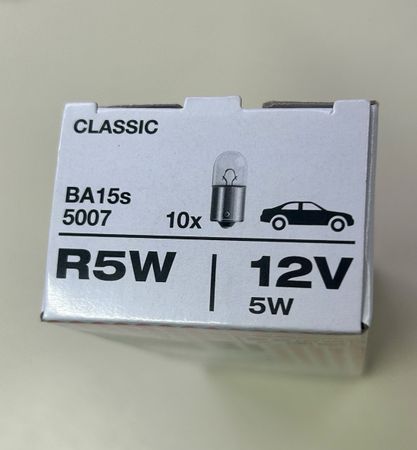 CLASSIC
BA15s
5007 10x
R5W | 12V
5W